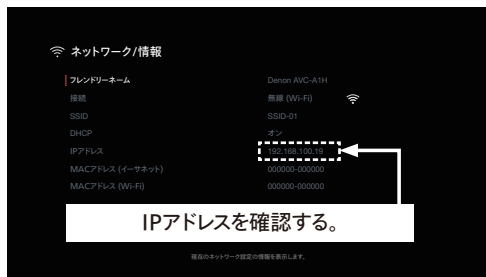 ネットワーク/情報
フレンドリーネーム Denon AVC-A1H
接続 無線 (Wi-Fi)
SSID SSID-01
DHCP オン
IPアドレス 192.168.100.19
MACアドレス (イーサネット) 000000-000000
MACアドレス (Wi-Fi) 000000-000000
IPアドレスを確認する。
現在のネットワーク設定の情報を表示します。